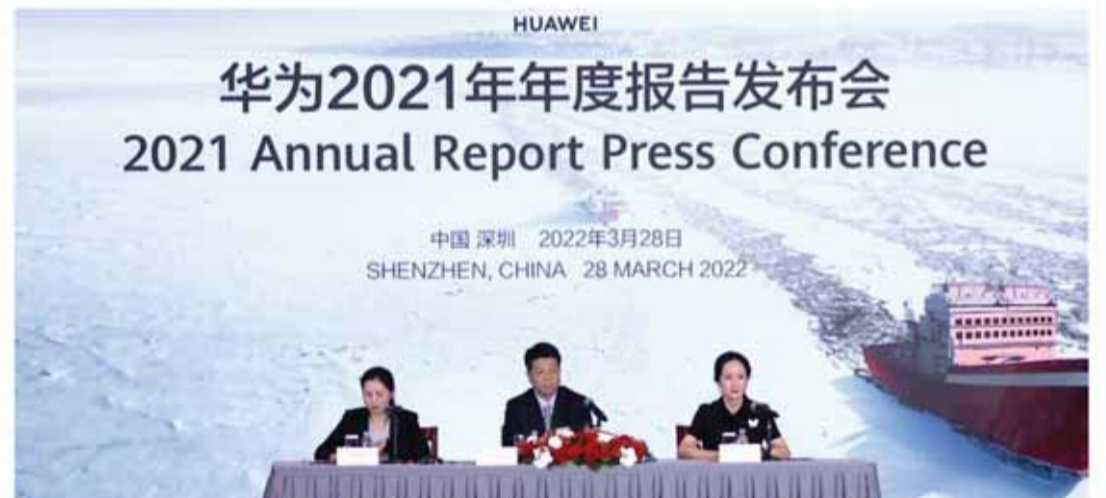 HUAWEI
华为2021年年度报告发布会
2021 Annual Report Press Conference
中国 深圳 2022年3月28日
SHENZHEN, CHINA 28 MARCH 2022